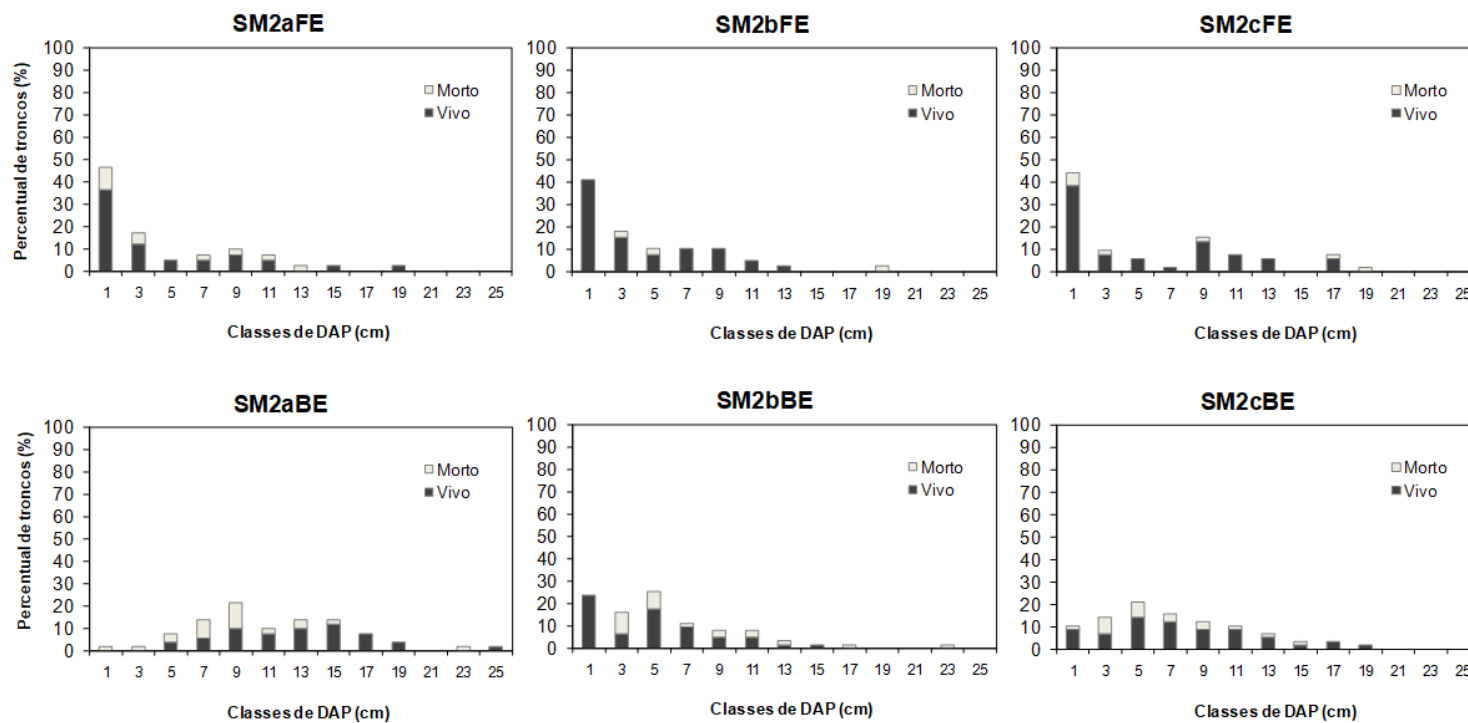 SM2aFE
SM2bFE
SM2cFE
Percentual de troncos (%)
100
90
80
70
60
50
40
30
20
10
0
Morto
Vivo
1 3 5 7 9 11 13 15 17 19 21 23 25
Classes de DAP (cm)
100
90
80
70
60
50
40
30
20
10
0
Morto
Vivo
1 3 5 7 9 11 13 15 17 19 21 23 25
Classes de DAP (cm)
100
90
80
70
60
50
40
30
20
10
0
Morto
Vivo
1 3 5 7 9 11 13 15 17 19 21 23 25
Classes de DAP (cm)
SM2aBE
SM2bBE
SM2cBE
Percentual de troncos (%)
100
90
80
70
60
50
40
30
20
10
0
Morto
Vivo
1 3 5 7 9 11 13 15 17 19 21 23 25
Classes de DAP (cm)
100
90
80
70
60
50
40
30
20
10
0
Morto
Vivo
1 3 5 7 9 11 13 15 17 19 21 23 25
Classes de DAP (cm)
100
90
80
70
60
50
40
30
20
10
0
Morto
Vivo
1 3 5 7 9 11 13 15 17 19 21 23 25
Classes de DAP (cm)